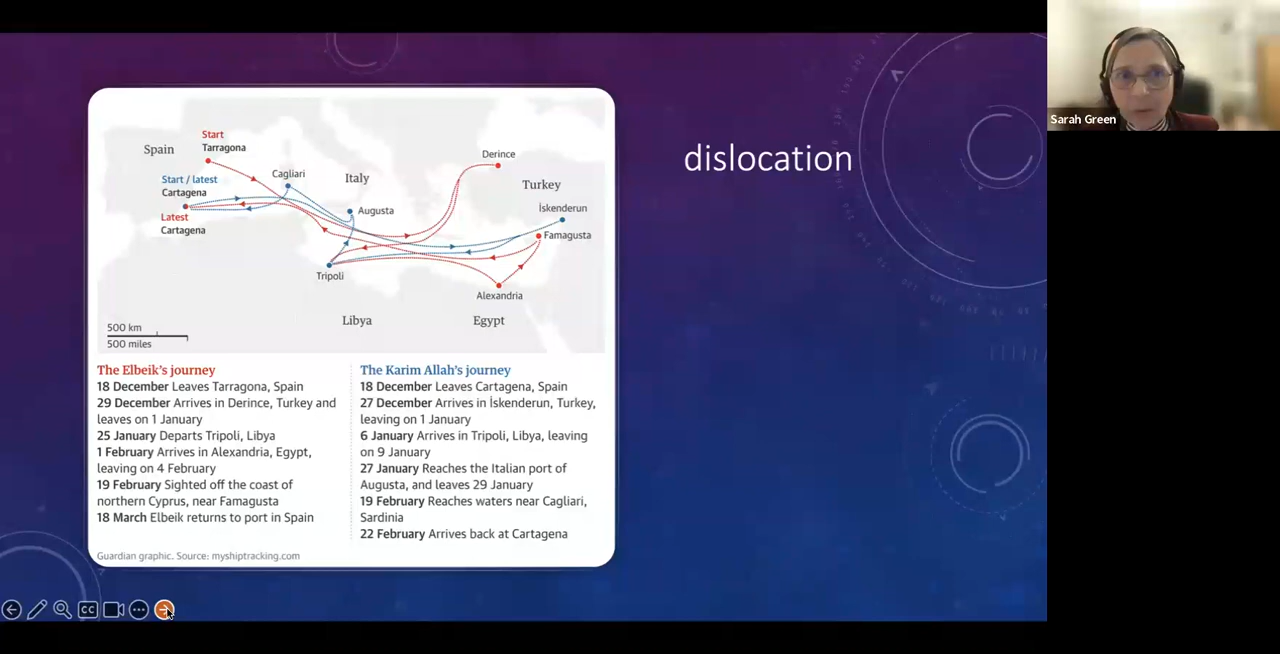 Sarah Green
dislocation
Start
Tarragona
Spain
Start / latest
Cartagena
Latest
Cartagena
Cagliari
Italy
Augusta
Tripoli
Derince
Turkey
İskenderun
Famagusta
Alexandria
Libya
Egypt
500 km
500 miles
The Elbeik's journey
18 December Leaves Tarragona, Spain
29 December Arrives in Derince, Turkey and
leaves on 1 January
25 January Departs Tripoli, Libya
1 February Arrives in Alexandria, Egypt,
leaving on 4 February
19 February Sighted off the coast of
northern Cyprus, near Famagusta
18 March Elbeik returns to port in Spain
The Karim Allah's journey
18 December Leaves Cartagena, Spain
27 December Arrives in İskenderun, Turkey,
leaving on 1 January
6 January Arrives in Tripoli, Libya, leaving
on 9 January
27 January Reaches the Italian port of
Augusta, and leaves 29 January
19 February Reaches waters near Cagliari,
Sardinia
22 February Arrives back at Cartagena
Guardian graphic. Source: myshiptracking.com
CC